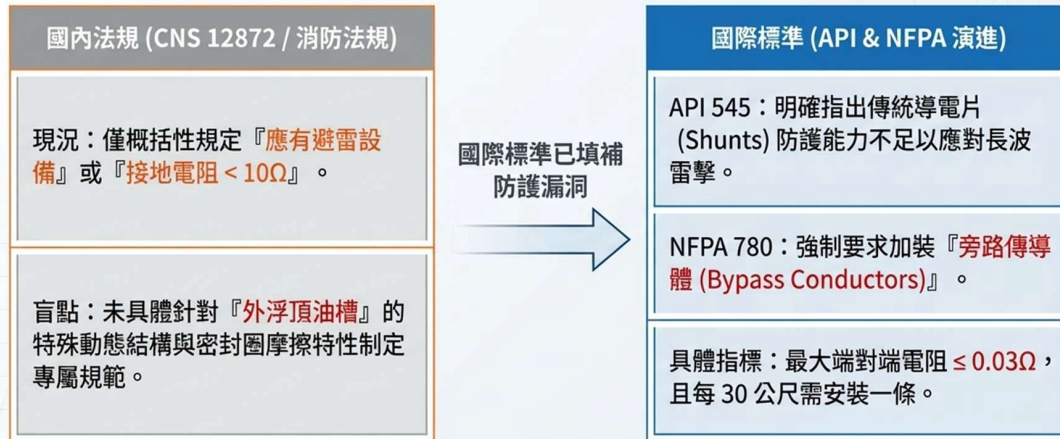 國內法規 (CNS 12872 / 消防法規)
現況：僅概括性規定『應有避雷設
備』或『接地電阻 < 10Ω』。
盲點：未具體針對『外浮頂油槽』的
特殊動態結構與密封圈摩擦特性制定
專屬規範。
國際標準已填補
防護漏洞
國際標準 (API & NFPA 演進)
API 545：明確指出傳統導電片
(Shunts) 防護能力不足以應對長波
雷擊。
NFPA 780：強制要求加裝『旁路傳導
體 (Bypass Conductors)』。
具體指標：最大端對端電阻 ≤ 0.03Ω，
且每 30 公尺需安裝一條。